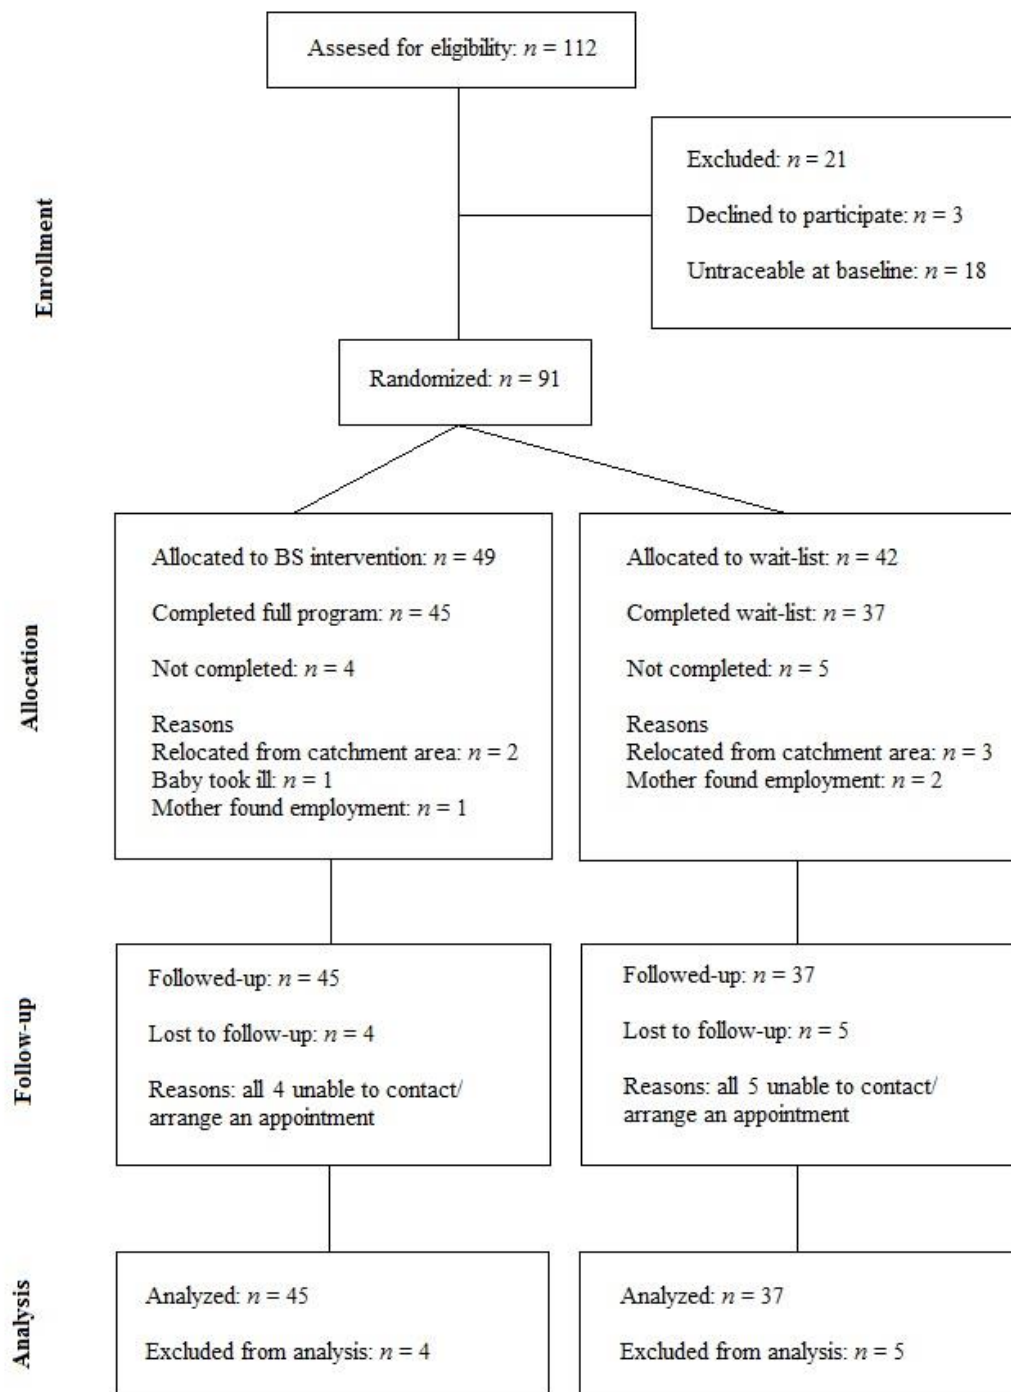 Assesed for eligibility: n = 112
Excluded: n = 21
Declined to participate: n = 3
Untraceable at baseline: n = 18
Enrollment
Randomized: n = 91
Allocation
Allocated to BS intervention: n = 49
Completed full program: n = 45
Not completed: n = 4
Reasons
Relocated from catchment area: n = 2
Baby took ill: n = 1
Mother found employment: n = 1
Allocated to wait-list: n = 42
Completed wait-list: n = 37
Not completed: n = 5
Reasons
Relocated from catchment area: n = 3
Mother found employment: n = 2
Follow-up
Followed-up: n = 45
Lost to follow-up: n = 4
Reasons: all 4 unable to contact/
arrange an appointment
Followed-up: n = 37
Lost to follow-up: n = 5
Reasons: all 5 unable to contact/
arrange an appointment
Analysis
Analyzed: n = 45
Excluded from analysis: n = 4
Analyzed: n = 37
Excluded from analysis: n = 5